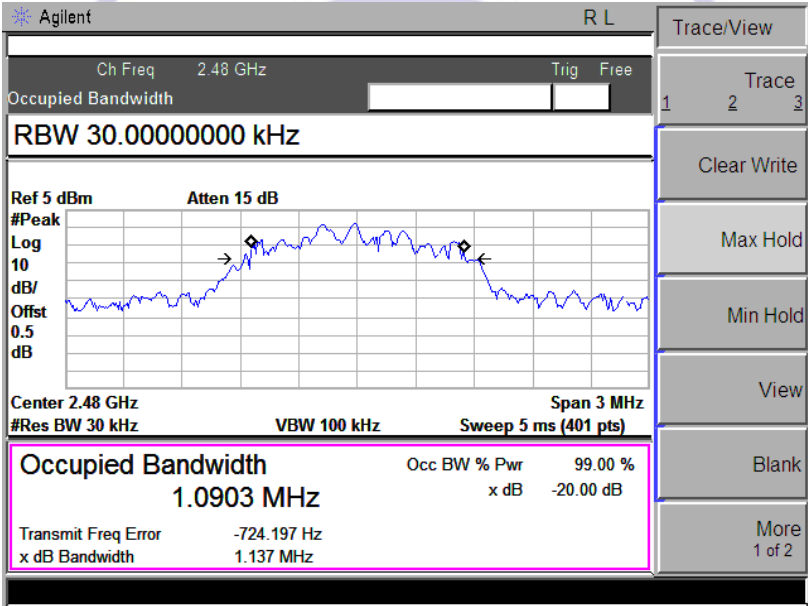 Agilent R L
Ch Freq 2.48 GHz Trig Free
Occupied Bandwidth
RBW 30.00000000 kHz
Ref 5 dBm Atten 15 dB
#Peak
Log
10
dB/
Offst
0.5
dB
Center 2.48 GHz Span 3 MHz
#Res BW 30 kHz VBW 100 kHz Sweep 5 ms (401 pts)
Occupied Bandwidth Occ BW % Pwr 99.00 %
1.0903 MHz x dB -20.00 dB
Transmit Freq Error -724.197 Hz
x dB Bandwidth 1.137 MHz
Trace/View
Trace
1 2 3
Clear Write
Max Hold
Min Hold
View
Blank
More
1 of 2